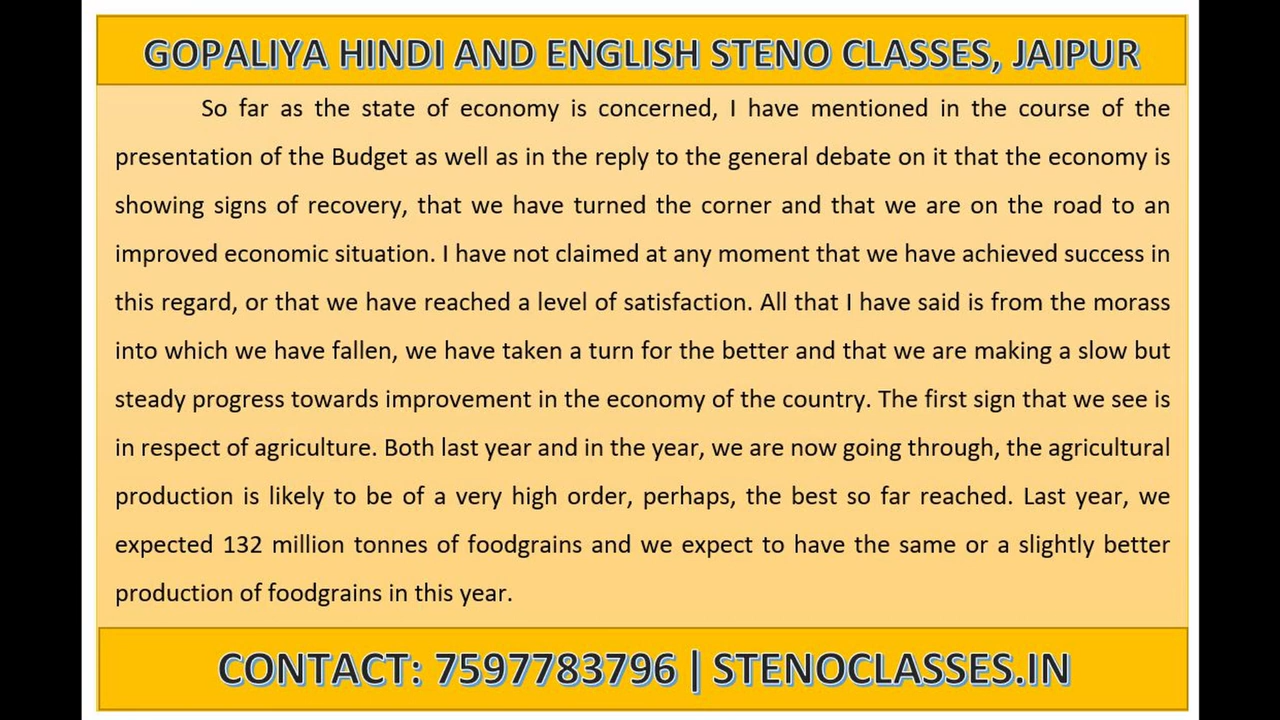 GOPALIYA HINDI AND ENGLISH STENO CLASSES, JAIPUR
So far as the state of economy is concerned, I have mentioned in the course of the
presentation of the Budget as well as in the reply to the general debate on it that the economy is
showing signs of recovery, that we have turned the corner and that we are on the road to an
improved economic situation. I have not claimed at any moment that we have achieved success in
this regard, or that we have reached a level of satisfaction. All that I have said is from the morass
into which we have fallen, we have taken a turn for the better and that we are making a slow but
steady progress towards improvement in the economy of the country. The first sign that we see is
in respect of agriculture. Both last year and in the year, we are now going through, the agricultural
production is likely to be of a very high order, perhaps, the best so far reached. Last year, we
expected 132 million tonnes of foodgrains and we expect to have the same or a slightly better
production of foodgrains in this year.
CONTACT: 7597783796 | STENOCLASSES.IN